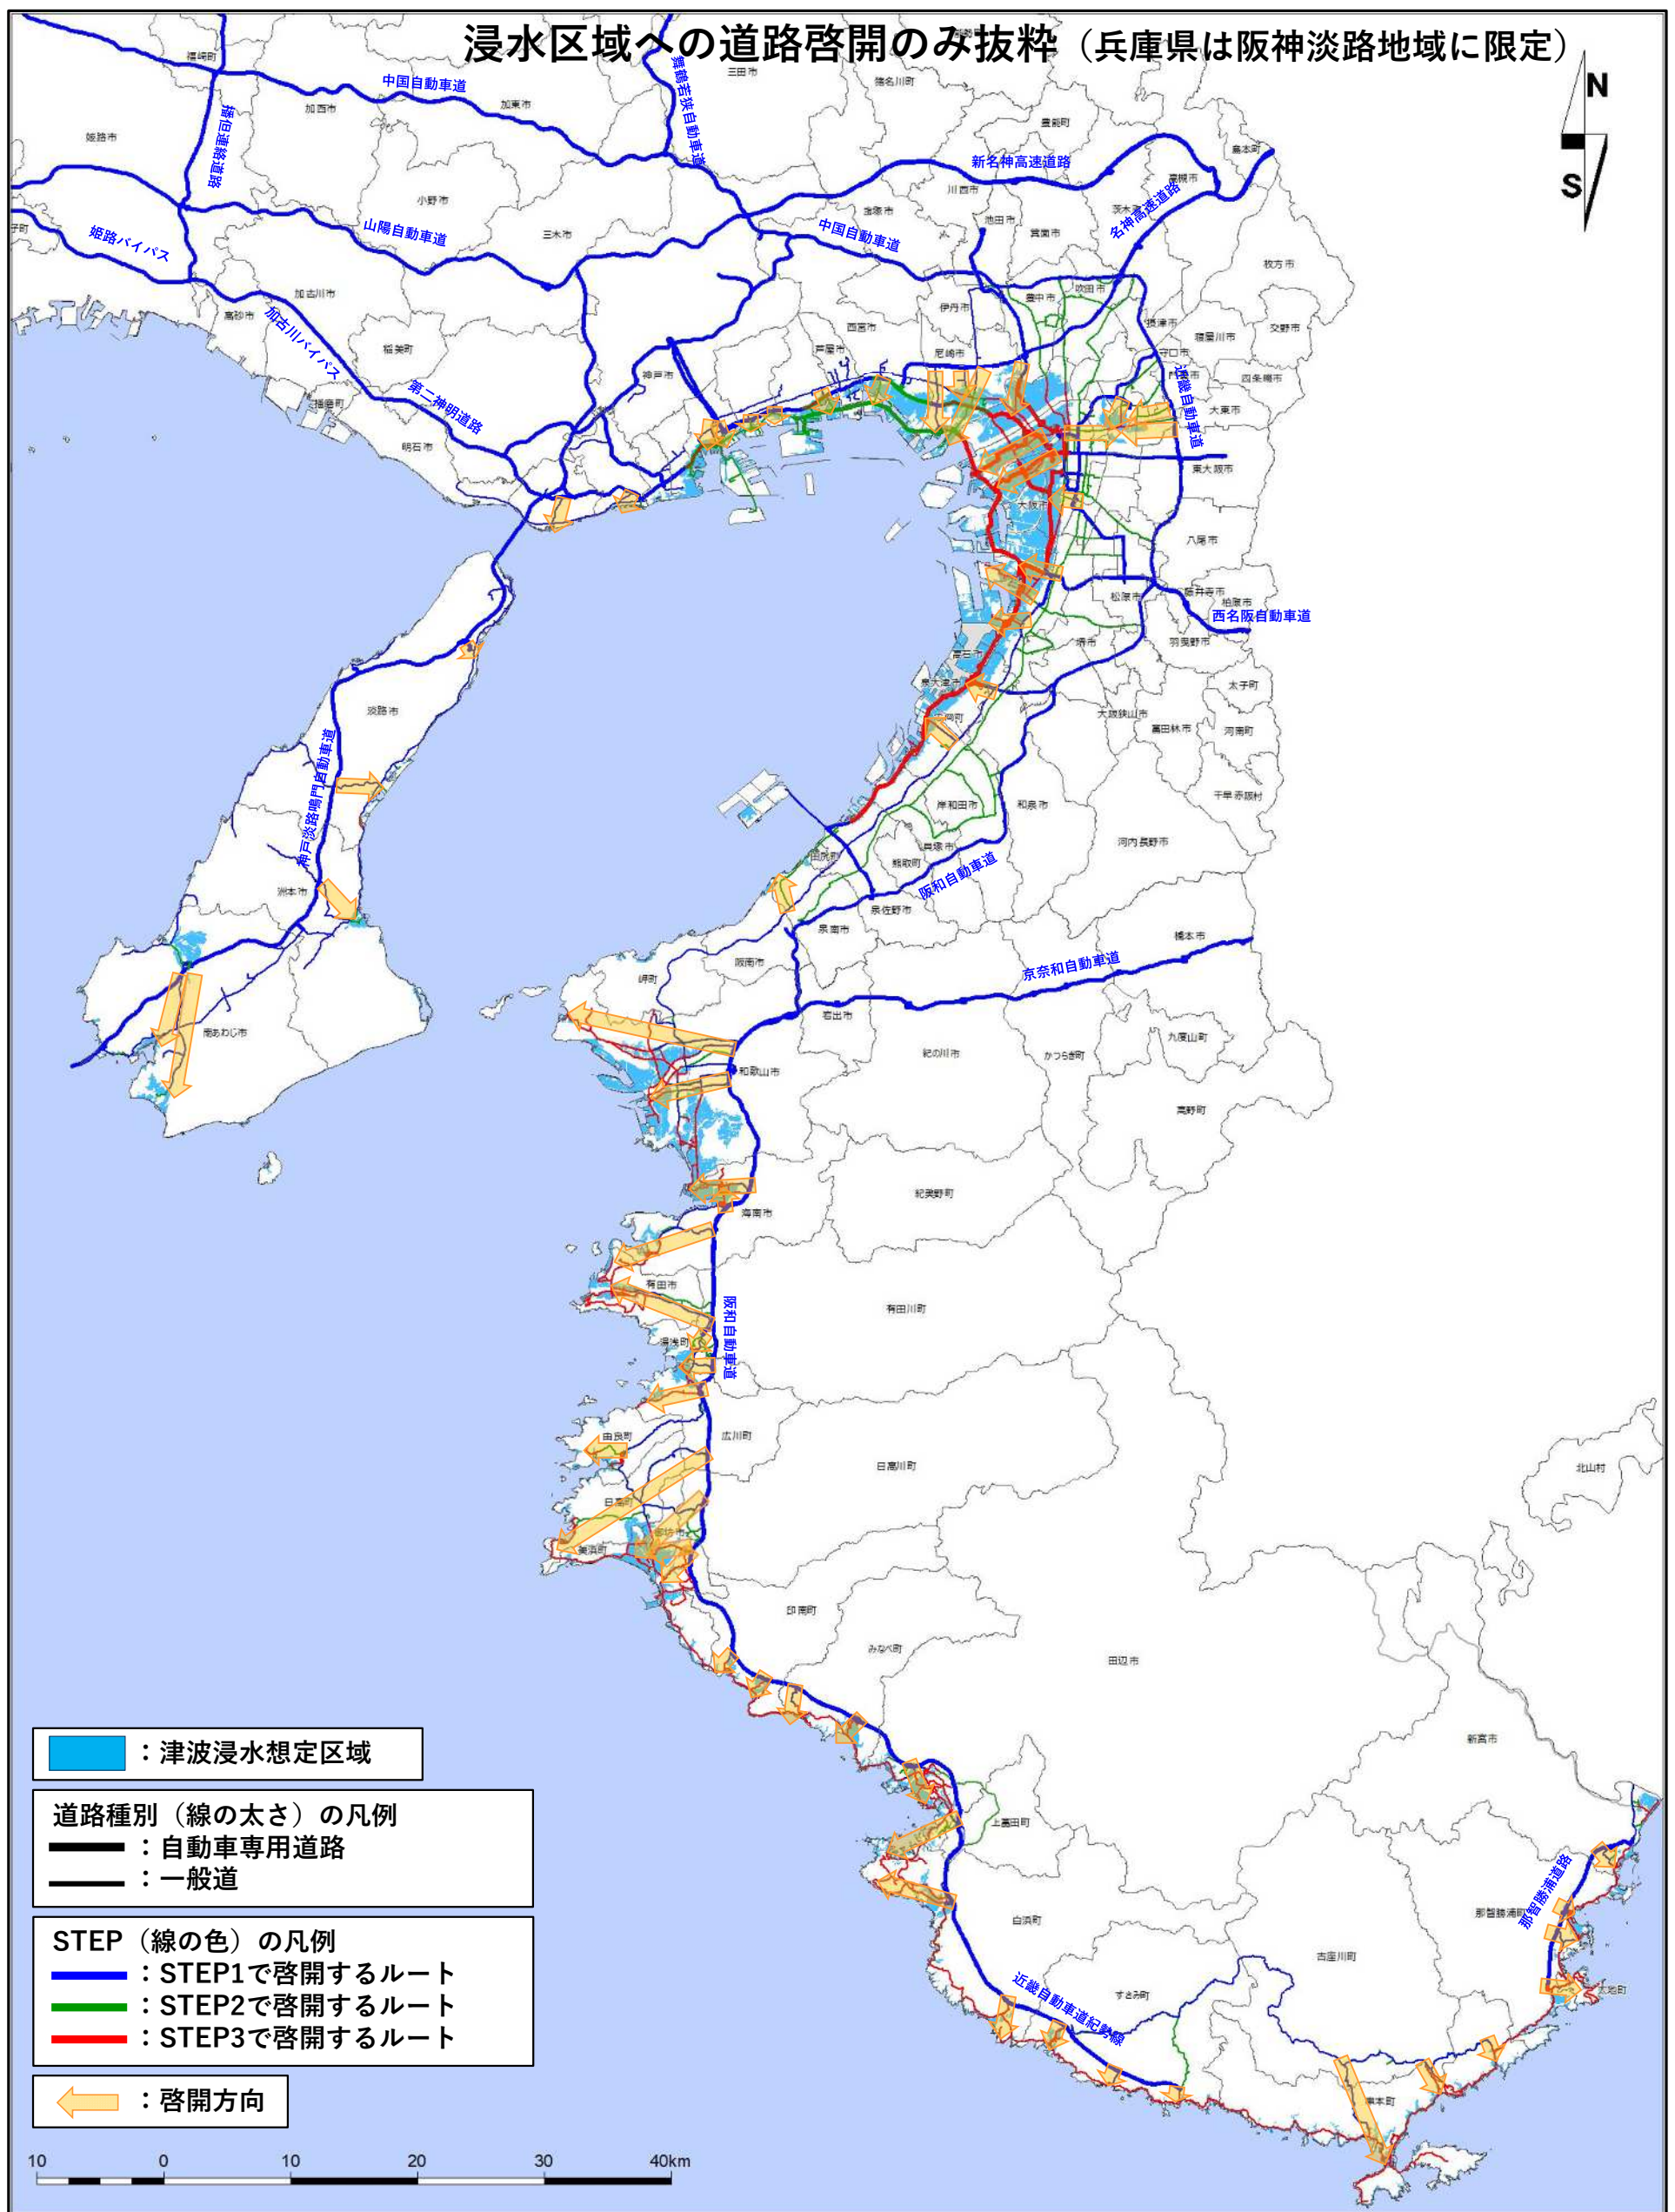 浸水区域への道路啓開のみ抜粋（兵庫県は阪神淡路地域に限定）
N
S
福崎町
中国自動車道
舞鶴若狭自動車道
三田市
猪名川町
加西市
加東市
播但連絡道路
豊能町
姫路市
島本町
新名神高速道路
高槻市
川西市
小野市
宝塚市
茨木市
名神高速道路
池田市
山陽自動車道
三木市
中国自動車道
箕面市
姫路バイパス
枚方市
加古川市
吹田市
豊中市
伊丹市
高砂市
加古川バイパス
摂津市
西宮市
寝屋川市
交野市
稲美町
芦屋市
尼崎市
守口市
神戸市
近畿自動車道
四条畷市
第二神明道路
播磨町
大東市
明石市
東大阪市
大阪市
八尾市
松原市
藤井寺市
柏原市
西名阪自動車道
堺市
羽曳野市
高石市
泉大津市
太子町
淡路市
大阪狭山市
富田林市
河南町
神戸淡路鳴門自動車道
千早赤阪村
岸和田市
和泉市
河内長野市
貝塚市
田尻町
熊取町
阪和自動車道
洲本市
泉佐野市
泉南市
橋本市
阪南市
京奈和自動車道
岬町
岩出市
南あわじ市
九度山町
紀の川市
かつらぎ町
和歌山市
高野町
紀美野町
海南市
有田市
有田川町
阪和自動車道
湯浅町
由良町
広川町
日高川町
北山村
日高町
御坊市
美浜町
印南町
みなべ町
田辺市
新宮市
：津波浸水想定区域
道路種別（線の太さ）の凡例
：自動車専用道路
：一般道
上富田町
那智勝浦道路
那智勝浦町
白浜町
古座川町
STEP（線の色）の凡例
：STEP1で啓開するルート
：STEP2で啓開するルート
：STEP3で啓開するルート
近畿自動車道紀勢線
すさみ町
太地町
：啓開方向
串本町
10 0 10 20 30 40km